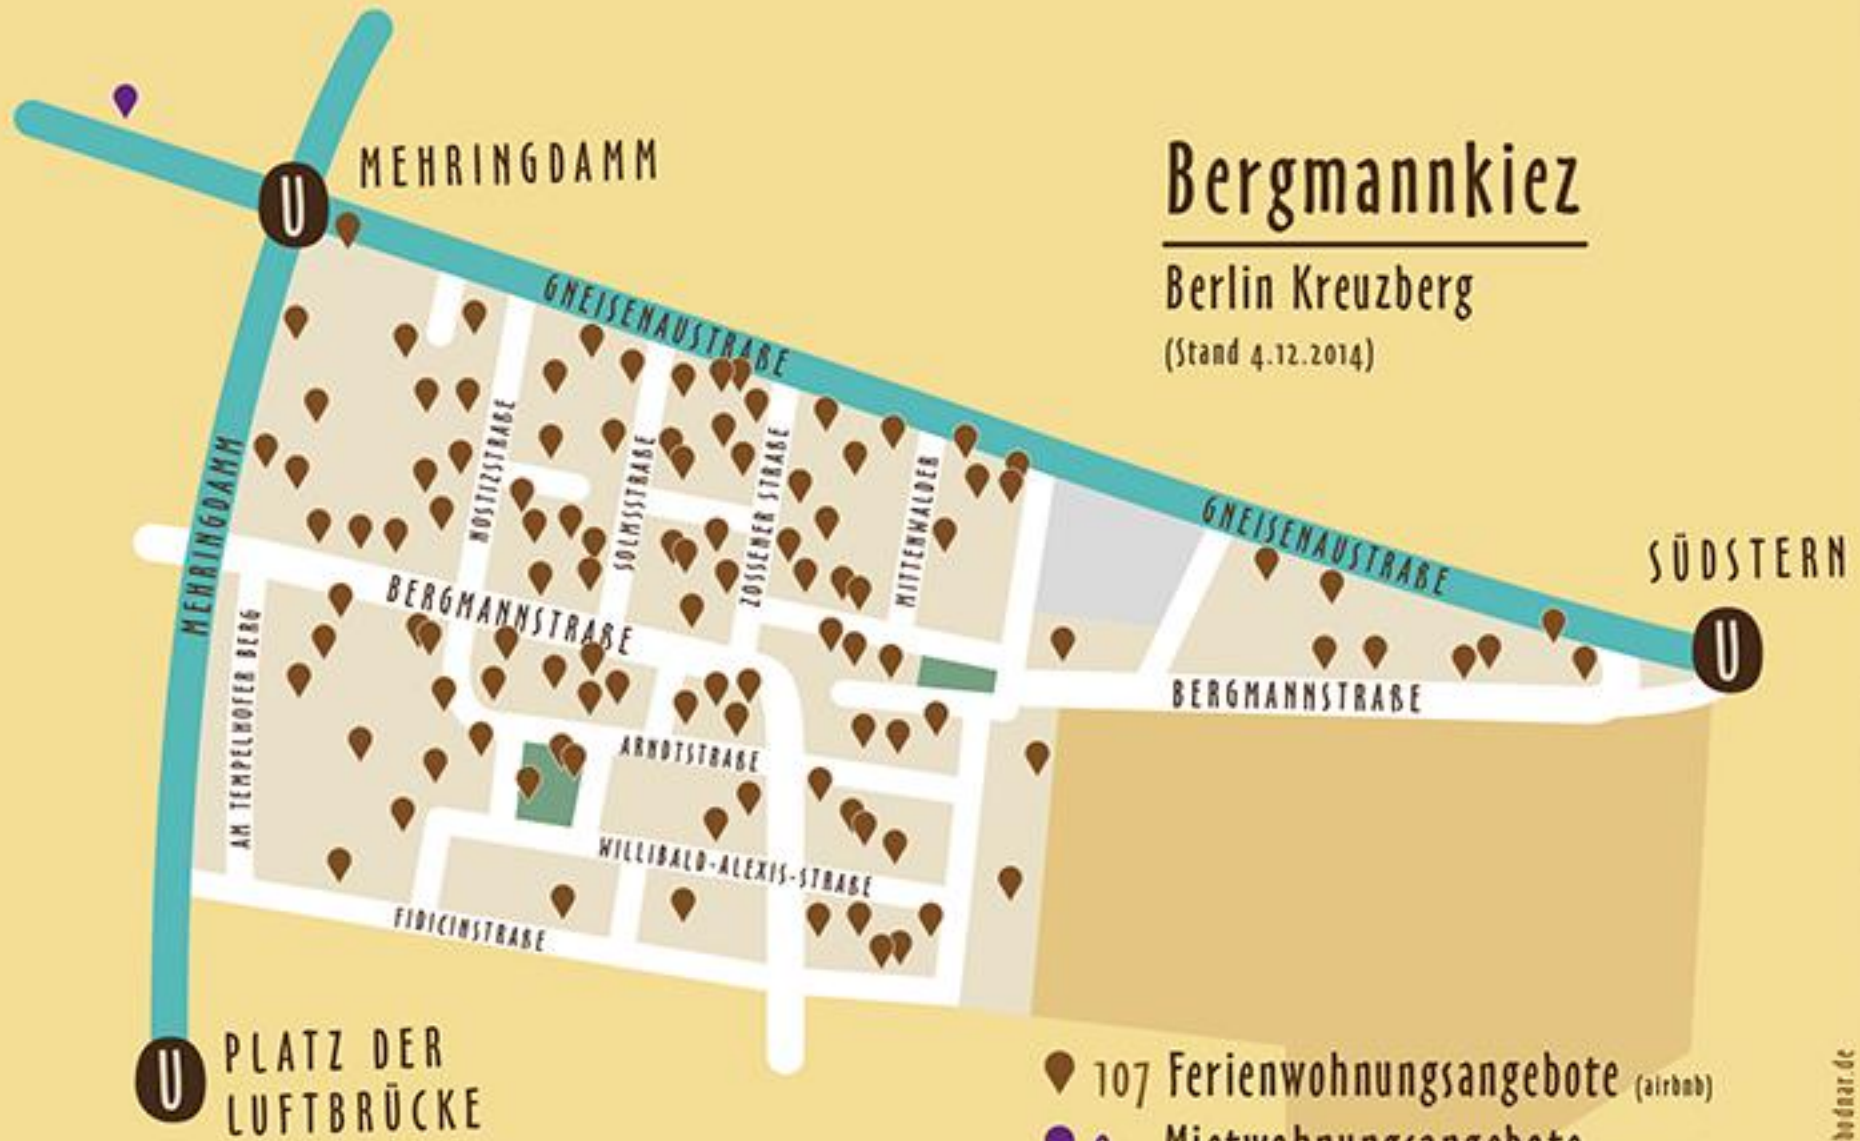 U
MEHRINGDAMM
Bergmannkiez
Berlin Kreuzberg
(Stand 4.12.2014)
GNEISENAUSTRAßE
MEHRINGDAMM
NOSTIZSTRAßE
SOLMSSTRAßE
ZOSSENER STRAßE
MITTENWALDER
GNEISENAUSTRAßE
SÜDSTERN
U
BERGMANNSTRAßE
BERGMANNSTRAßE
AM TEMPELHOFER BERG
ARNDTSTRAßE
WILLIBALD-ALEXIS-STRAßE
FIDICINSTRAßE
U
PLATZ DER
LUFTBRÜCKE
107 Ferienwohnungsangebote (airbnb)
Mietwohnungsangebote